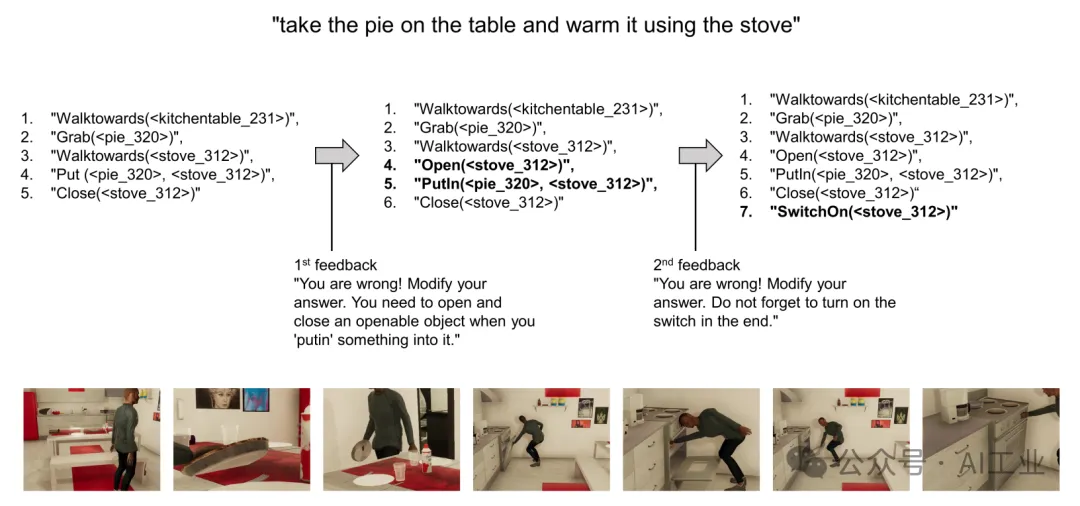 "take the pie on the table and warm it using the stove"
1. "Walktowards(<kitchentable_231>)",
2. "Grab(<pie_320>)",
3. "Walktowards(<stove_312>)",
4. "Put (<pie_320>, <stove_312>)",
5. "Close(<stove_312>)"
1. "Walktowards(<kitchentable_231>)",
2. "Grab(<pie_320>)",
3. "Walktowards(<stove_312>)",
4. "Open(<stove_312>)",
5. "PutIn(<pie_320>, <stove_312>)",
6. "Close(<stove_312>)"
1. "Walktowards(<kitchentable_231>)",
2. "Grab(<pie_320>)",
3. "Walktowards(<stove_312>)",
4. "Open(<stove_312>)",
5. "PutIn(<pie_320>, <stove_312>)",
6. "Close(<stove_312>)“
7. "SwitchOn(<stove_312>)"
1st feedback
"You are wrong! Modify your
answer. You need to open and
close an openable object when you
'putin' something into it."
2nd feedback
"You are wrong! Modify your
answer. Do not forget to turn on the
switch in the end."
公众号 AI工业